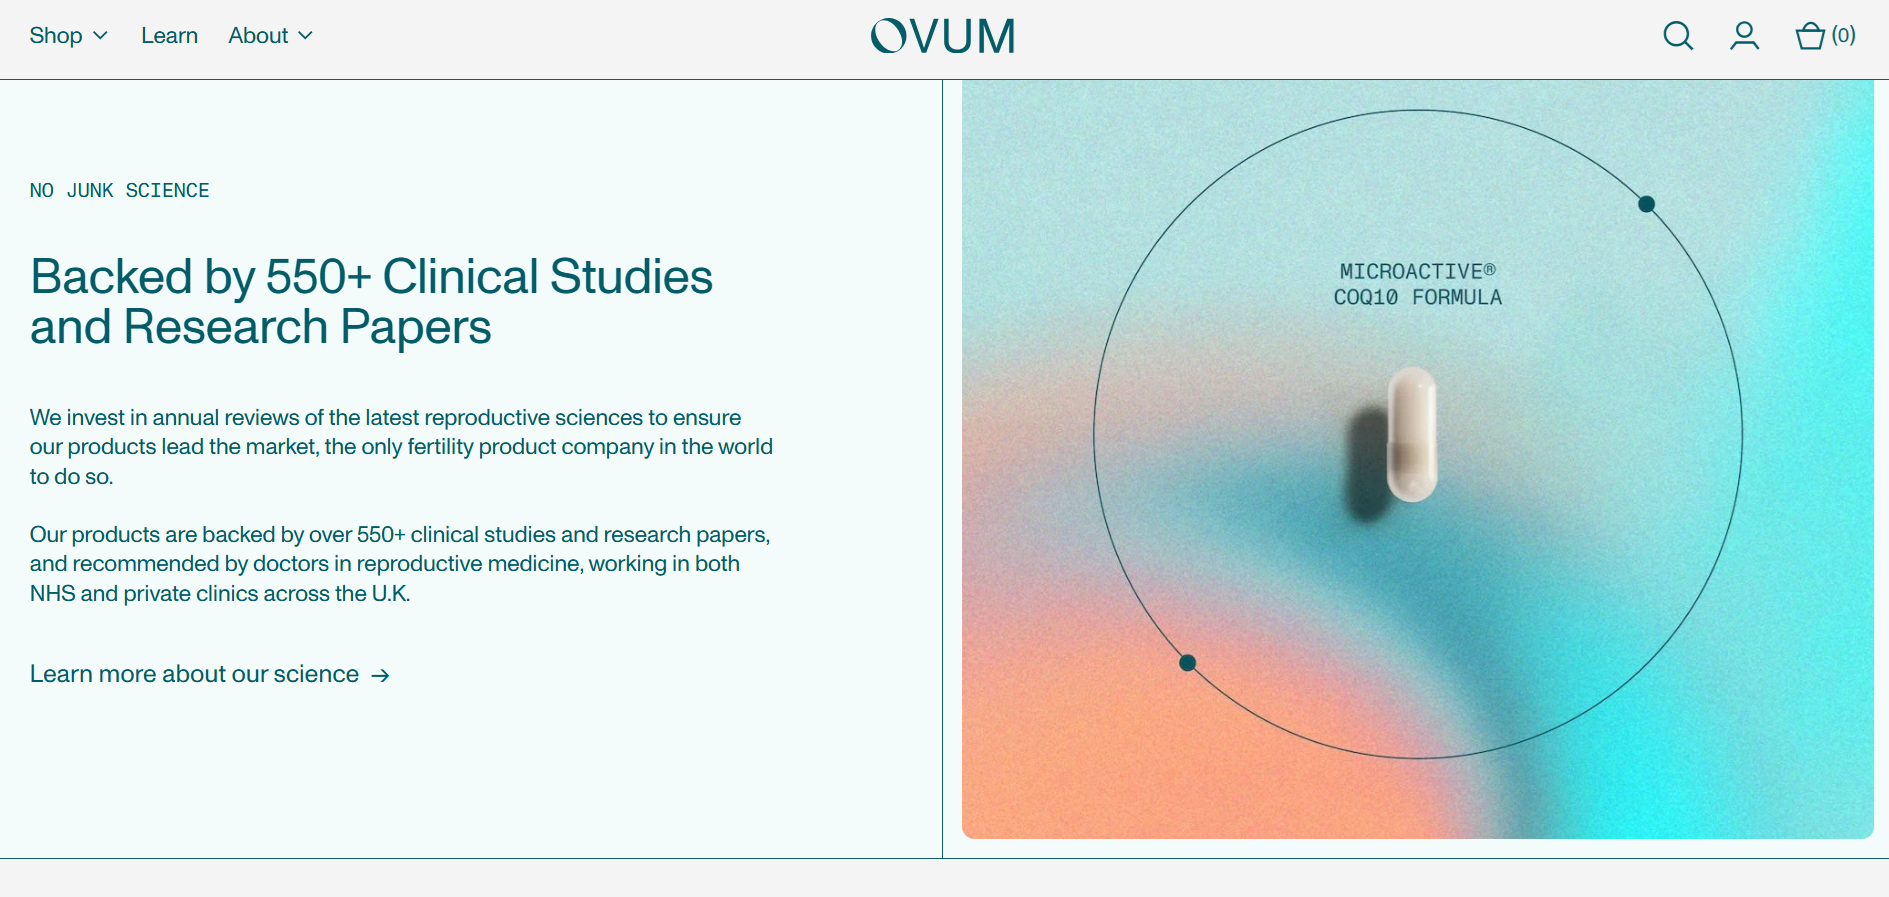 Shop
Learn
About
OVUM
(0)
NO JUNK SCIENCE
Backed by 550+ Clinical Studies
and Research Papers
We invest in annual reviews of the latest reproductive sciences to ensure
our products lead the market, the only fertility product company in the world
to do so.
Our products are backed by over 550+ clinical studies and research papers,
and recommended by doctors in reproductive medicine, working in both
NHS and private clinics across the U.K.
Learn more about our science →
MICROACTIVE®
COQ10 FORMULA